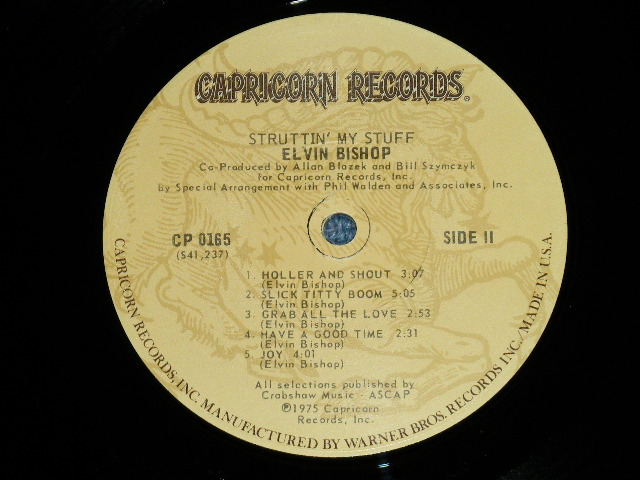 CAPRICORN RECORDS®
STRUTTIN' MY STUFF
ELVIN BISHOP
Co-Produced by Allan Blazek and Bill Szymczyk
for Capricorn Records, Inc.
by Special Arrangement with Phil Walden and Associates, Inc.
CP 0165
(S41,237)
SIDE II
1. HOLLER AND SHOUT 3:07
(Elvin Bishop)
2. SLICK TITTY BOOM 5:05
(Elvin Bishop)
3. GRAB ALL THE LOVE 2:53
(Elvin Bishop)
4. HAVE A GOOD TIME 2:31
(Elvin Bishop)
5. JOY 4:01
(Elvin Bishop)
All selections published by
Crabshaw Music - ASCAP
℗1975 Capricorn
Records, Inc.
CAPRICORN RECORDS, INC. MANUFACTURED BY WARNER BROS. RECORDS INC./MADE IN U.S.A.